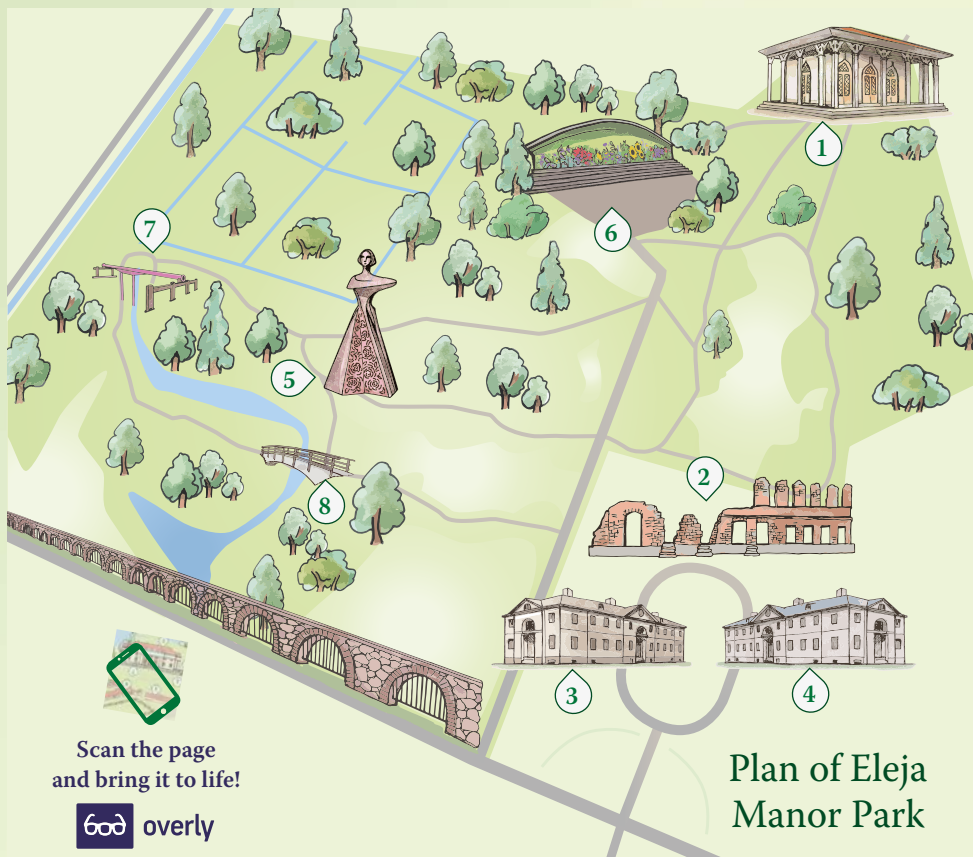 1
7
6
5
2
8
3
4
Scan the page
and bring it to life!
overly
Plan of Eleja
Manor Park